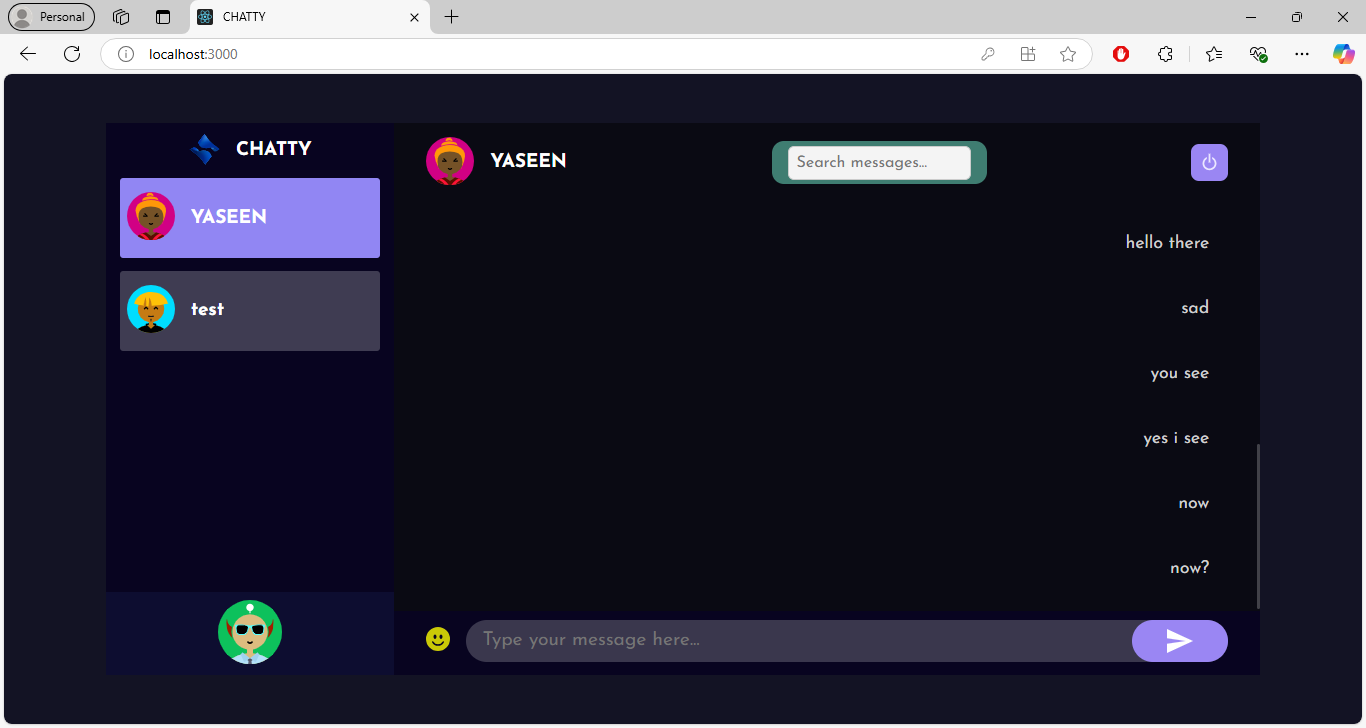 Personal
CHATTY
localhost:3000
CHATTY
YASEEN
test
YASEEN
Search messages...
hello there
sad
you see
yes i see
now
now?
Type your message here...